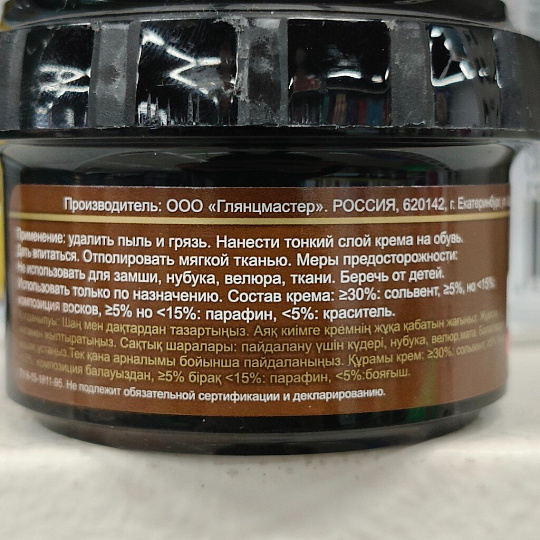 Производитель: ООО «Глянцмастер». РОССИЯ, 620142, г. Екатеринбург
Применение: удалить пыль и грязь. Нанести тонкий слой крема на обувь.
Дать впитаться. Отполировать мягкой тканью. Меры предосторожности:
Не использовать для замши, нубука, велюра, ткани. Беречь от детей.
Использовать только по назначению. Состав крема: ≥30%: сольвент, ≥5%, но <15%:
композиция восков, ≥5% но <15%: парафин, <5%: краситель.
Шаң мен дақтардан тазартыңыз. Аяқ киімге кремнің жұқа қабатын жағыңыз.
жылтыратыңыз. Сақтық шаралары: пайдалану үшін күдері, нубука, велюр,
Тек қана арналымы бойынша пайдаланыңыз. Құрамы крем: ≥30%: сольвент,
композиция балауыздан, ≥5% бірақ <15%: парафин, <5%:бояғыш.
Не подлежит обязательной сертификации и декларированию.